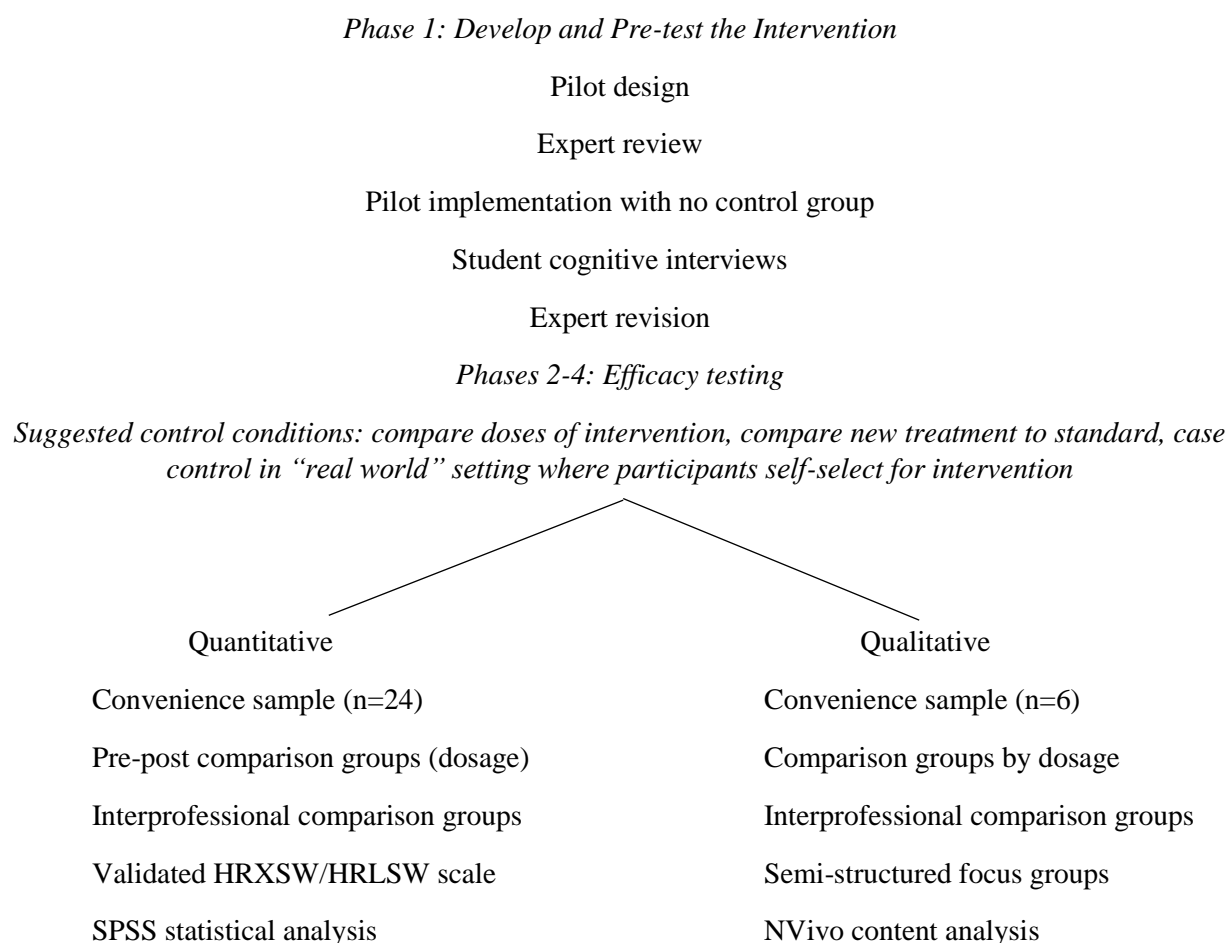 Phase 1: Develop and Pre-test the Intervention
Pilot design
Expert review
Pilot implementation with no control group
Student cognitive interviews
Expert revision
Phases 2-4: Efficacy testing
Suggested control conditions: compare doses of intervention, compare new treatment to standard, case
control in “real world” setting where participants self-select for intervention
Quantitative
Convenience sample (n=24)
Pre-post comparison groups (dosage)
Interprofessional comparison groups
Validated HRXSW/HRLSW scale
SPSS statistical analysis
Qualitative
Convenience sample (n=6)
Comparison groups by dosage
Interprofessional comparison groups
Semi-structured focus groups
NVivo content analysis